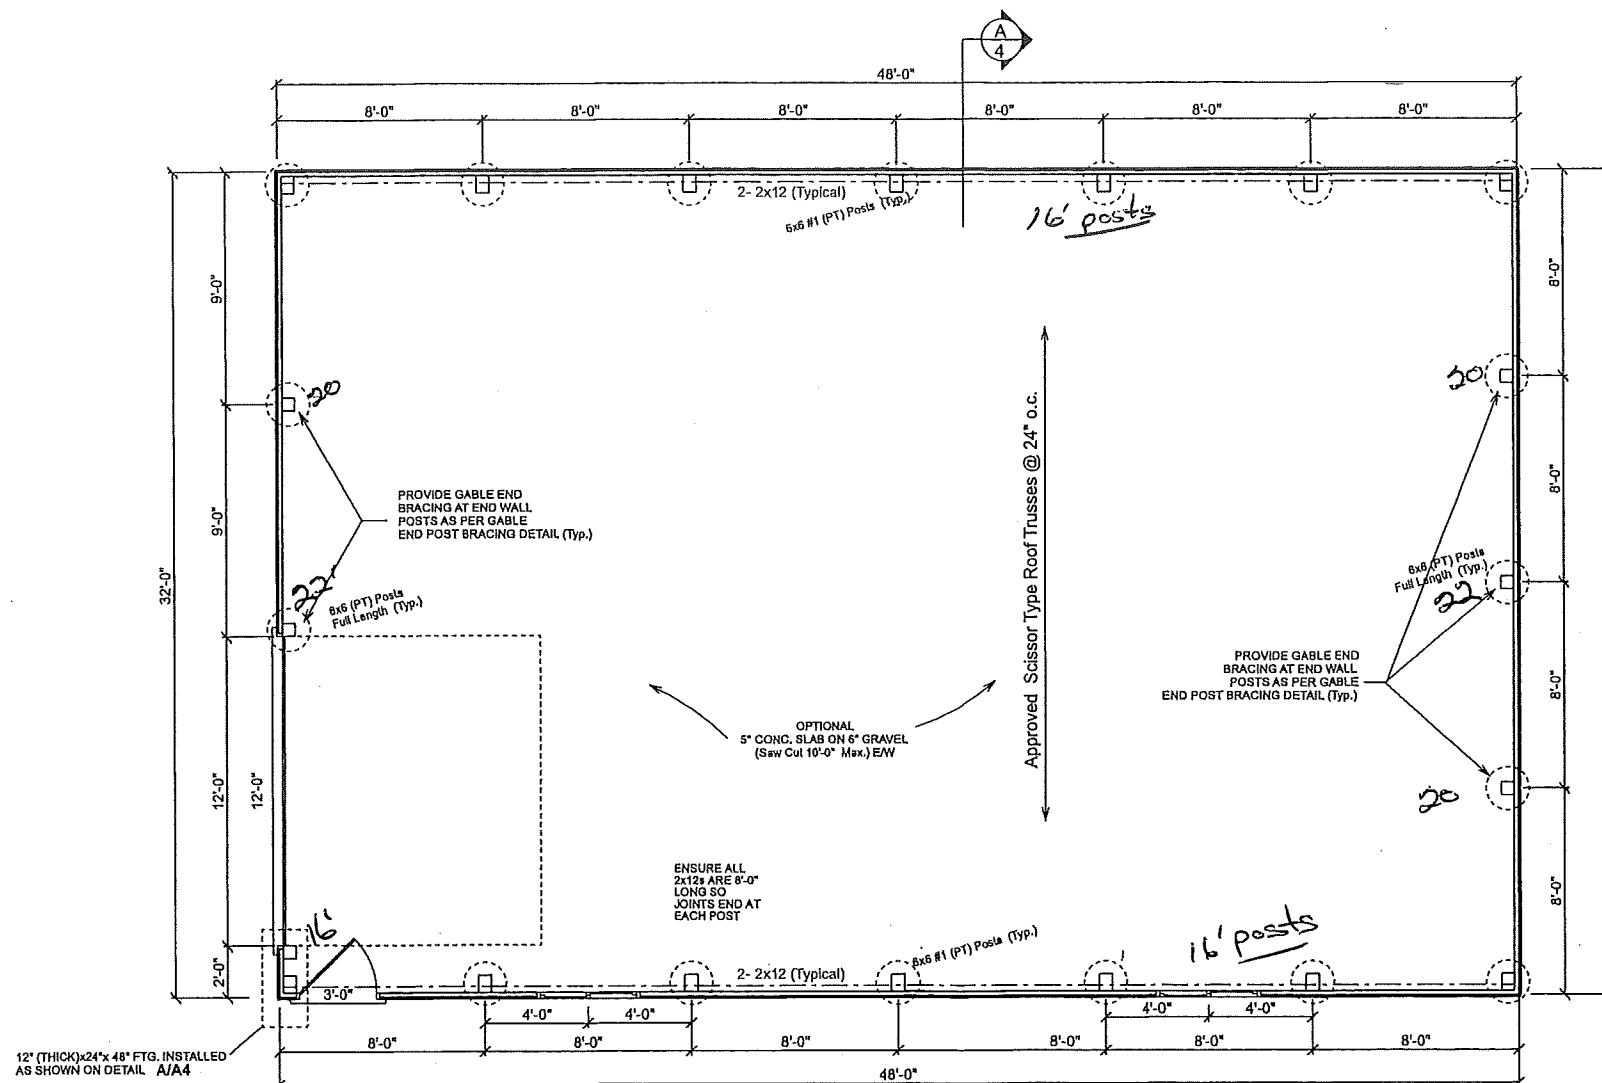 A
4
48'-0"
8'-0" 8'-0" 8'-0" 8'-0" 8'-0" 8'-0"
2- 2x12 (Typical)
6x6 #1 (PT) Posts (Typ.)
16' posts
9'-0"
8'-0"
20
20
Approved Scissor Type Roof Trusses @ 24" o.c.
PROVIDE GABLE END
BRACING AT END WALL
POSTS AS PER GABLE
END POST BRACING DETAIL (Typ.)
9'-0"
8'-0"
32'-0"
22'
6x6 (PT) Posts
Full Length (Typ.)
6x6 (PT) Posts
Full Length (Typ.)
22
PROVIDE GABLE END
BRACING AT END WALL
POSTS AS PER GABLE
END POST BRACING DETAIL (Typ.)
8'-0"
OPTIONAL
5" CONC. SLAB ON 6" GRAVEL
(Saw Cut 10'-0" Max.) E/W
12'-0"
12'-0"
20
ENSURE ALL
2x12s ARE 8'-0"
LONG SO
JOINTS END AT
EACH POST
8'-0"
16'
16' posts
6x6 #1 (PT) Posts (Typ.)
2- 2x12 (Typical)
2'-0"
3'-0"
4'-0" 4'-0" 4'-0" 4'-0"
8'-0" 8'-0" 8'-0" 8'-0" 8'-0" 8'-0"
12" (THICK)x24"x 48" FTG. INSTALLED
AS SHOWN ON DETAIL A/A4
48'-0"